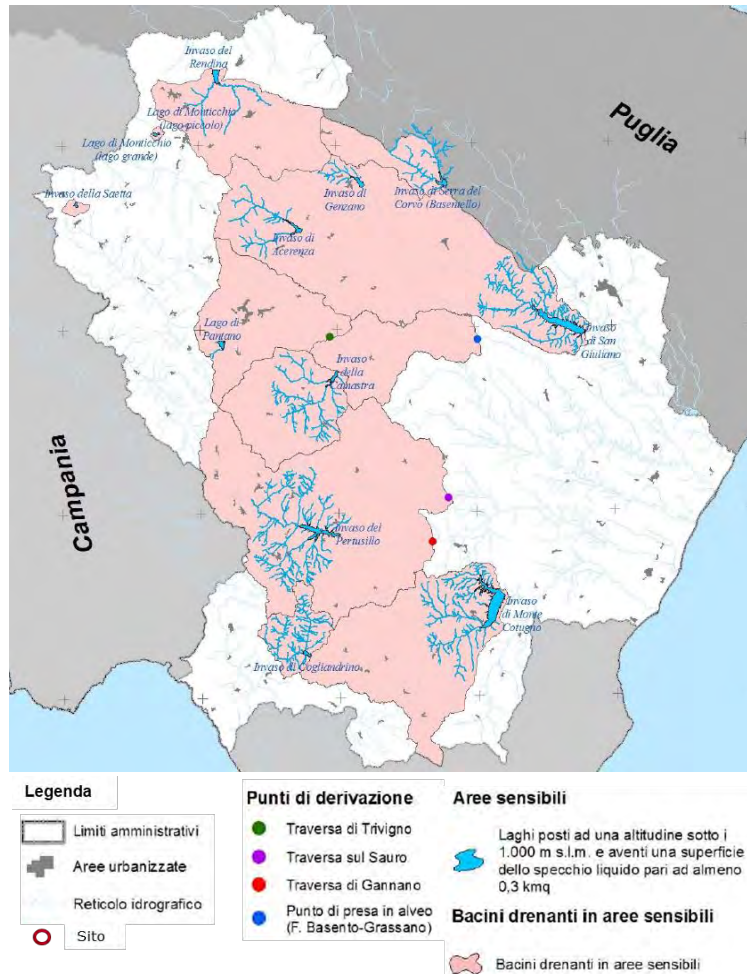 Invaso del
Rendina
Lago di Monticchio
(lago piccolo)
Lago di Monticchio
(lago grande)
Invaso della Saetta
Invaso di
Genzano
Invaso di Serra del
Corvo (Basentello)
Puglia
Invaso di
Acerenza
Lago di
Pantano
Invaso
di San
Giuliano
Invaso
della
Camastra
Campania
Invaso del
Pertusillo
Invaso
di Monte
Cotugno
Invaso di Cogliandrino
Legenda
Limiti amministrativi
Aree urbanizzate
Reticolo idrografico
Sito
Punti di derivazione
Traversa di Trivigno
Traversa sul Sauro
Traversa di Gannano
Punto di presa in alveo
(F. Basento-Grassano)
Aree sensibili
Laghi posti ad una altitudine sotto i
1.000 m s.l.m. e aventi una superficie
dello specchio liquido pari ad almeno
0,3 kmq
Bacini drenanti in aree sensibili
Bacini drenanti in aree sensibili